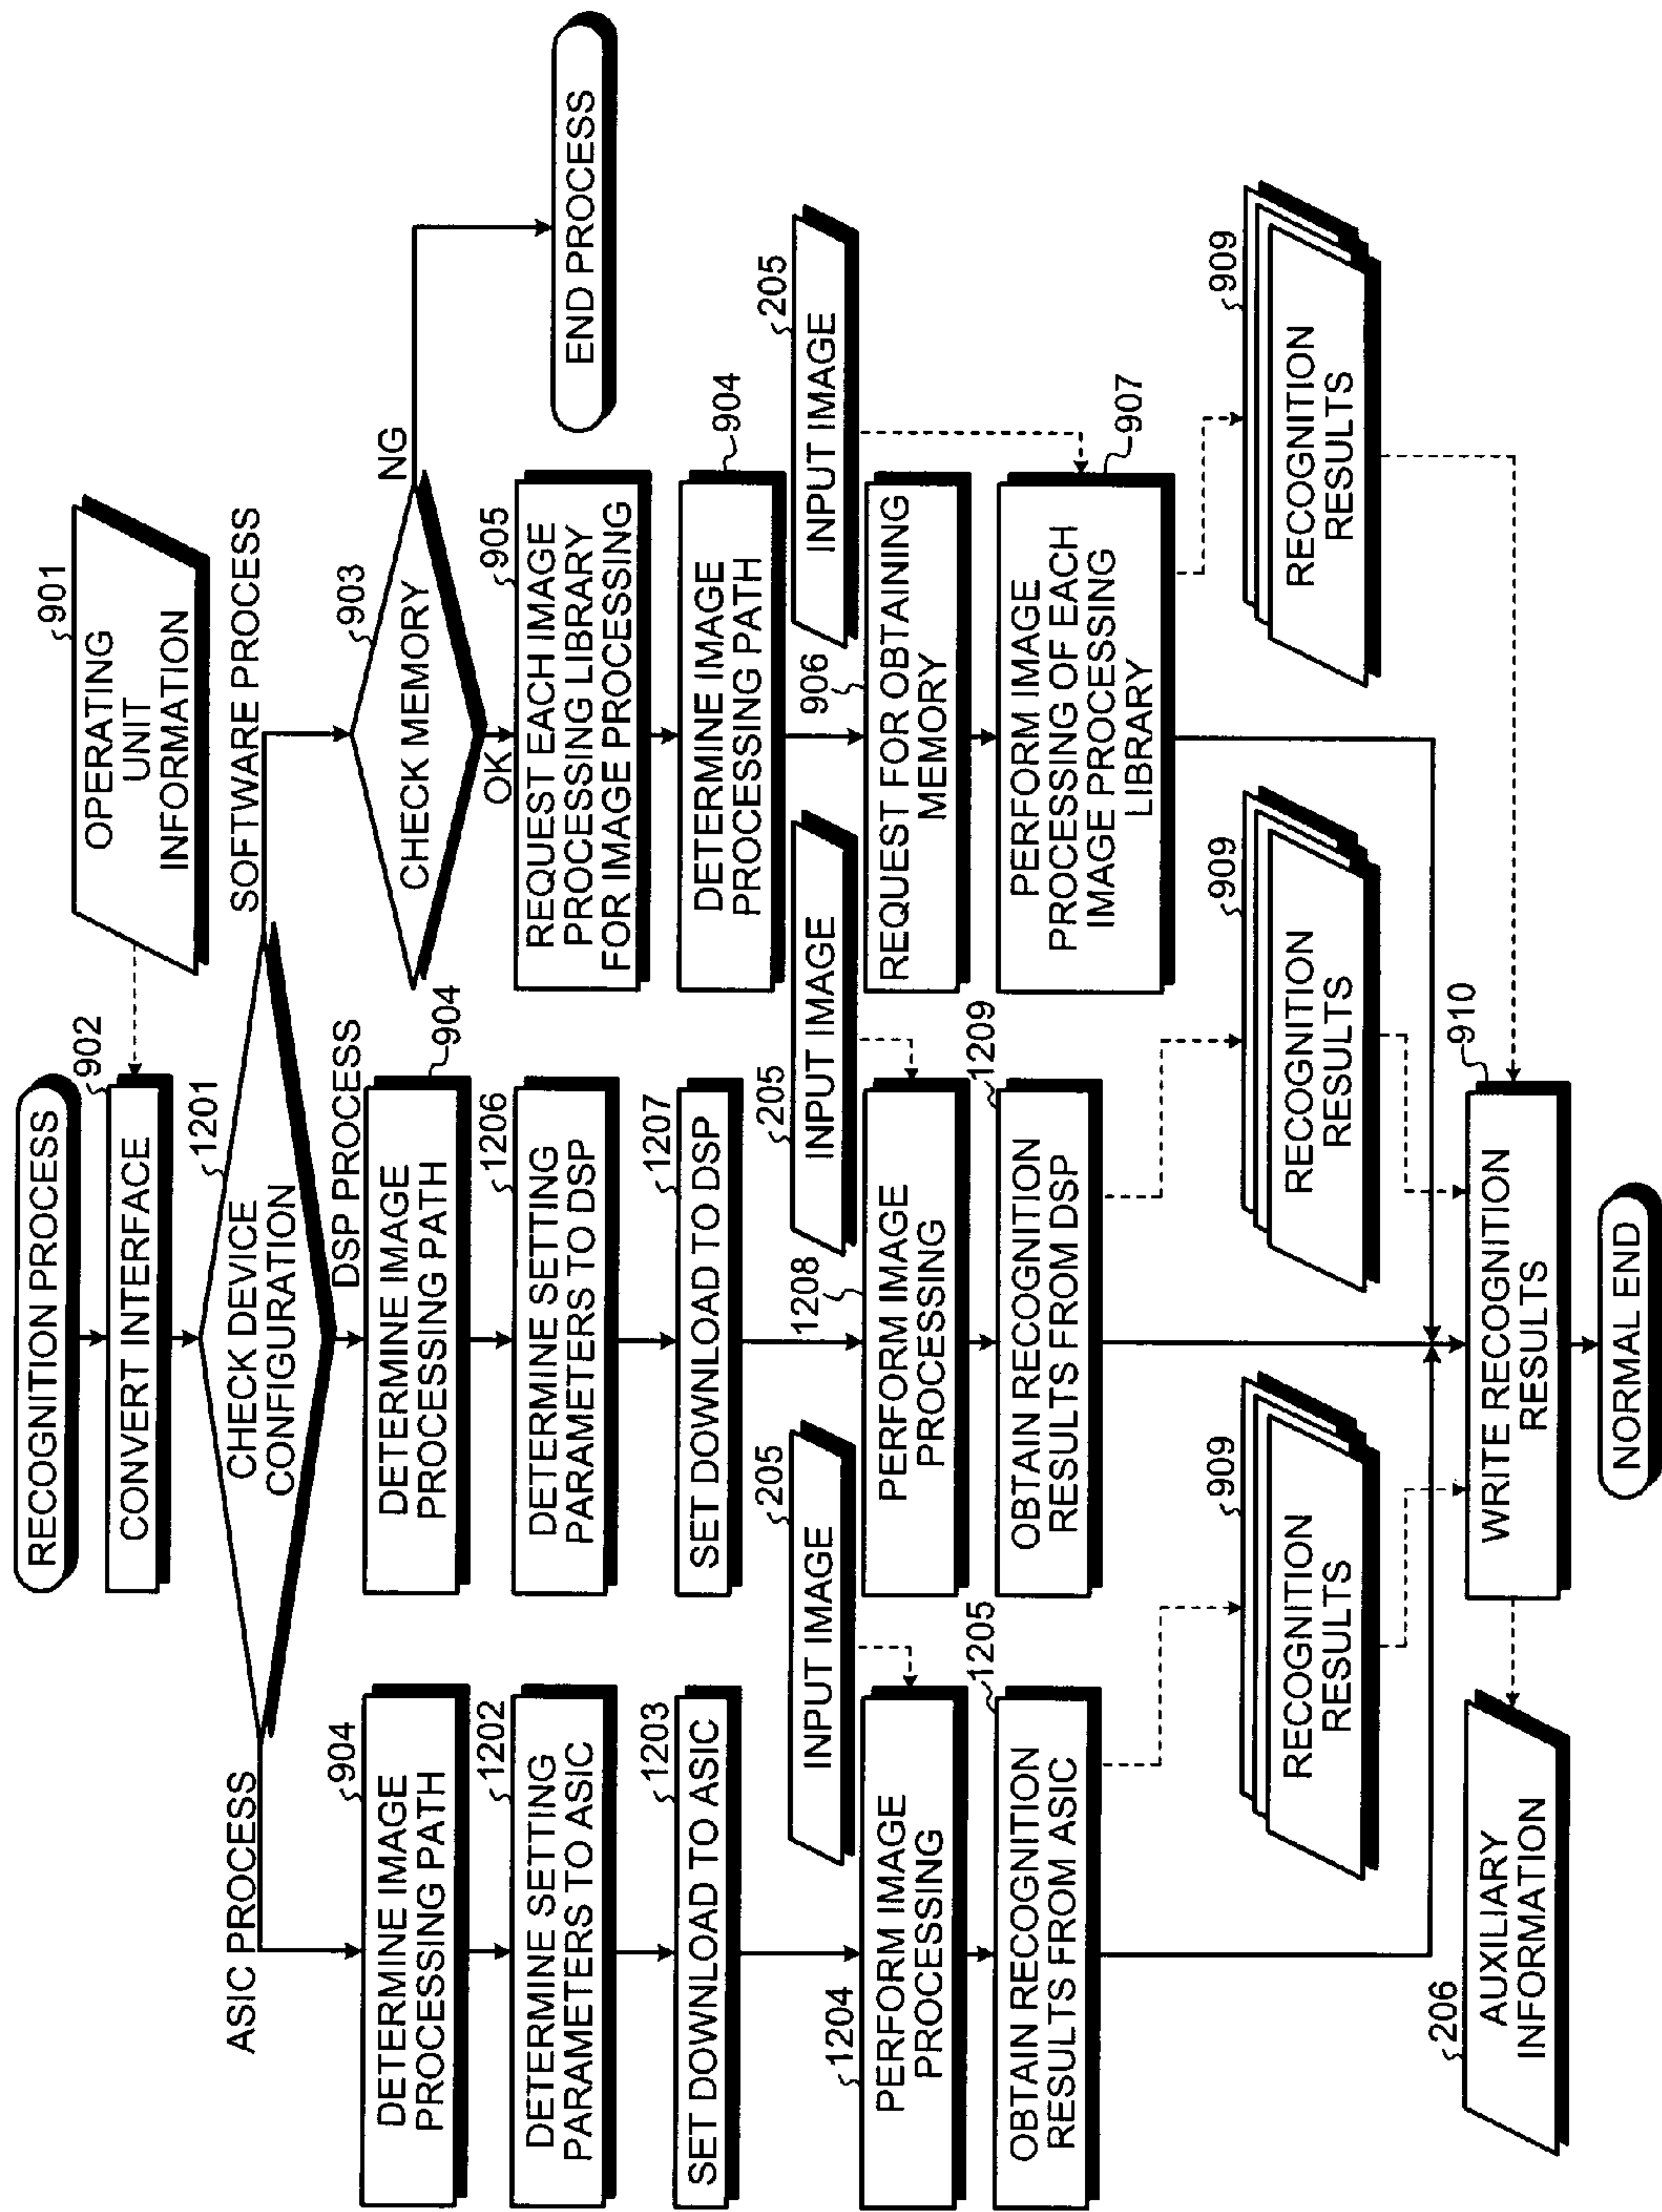 RECOGNITION PROCESS
902
CONVERT INTERFACE
901
OPERATING
UNIT
INFORMATION
1201
CHECK DEVICE
CONFIGURATION
ASIC PROCESS
DSP PROCESS
SOFTWARE PROCESS
904
DETERMINE IMAGE
PROCESSING PATH
1202
DETERMINE SETTING
PARAMETERS TO ASIC
1203
SET DOWNLOAD TO ASIC
205
INPUT IMAGE
1204
PERFORM IMAGE
PROCESSING
1205
OBTAIN RECOGNITION
RESULTS FROM ASIC
909
RECOGNITION
RESULTS
904
DETERMINE IMAGE
PROCESSING PATH
1206
DETERMINE SETTING
PARAMETERS TO DSP
1207
SET DOWNLOAD TO DSP
205
INPUT IMAGE
1208
PERFORM IMAGE
PROCESSING
1209
OBTAIN RECOGNITION
RESULTS FROM DSP
909
RECOGNITION
RESULTS
903
CHECK MEMORY
NG
END PROCESS
OK
905
REQUEST EACH IMAGE
PROCESSING LIBRARY
FOR IMAGE PROCESSING
904
DETERMINE IMAGE
PROCESSING PATH
205
INPUT IMAGE
906
REQUEST FOR OBTAINING
MEMORY
907
PERFORM IMAGE
PROCESSING OF EACH
IMAGE PROCESSING
LIBRARY
909
RECOGNITION
RESULTS
910
WRITE RECOGNITION
RESULTS
206
AUXILIARY
INFORMATION
NORMAL END